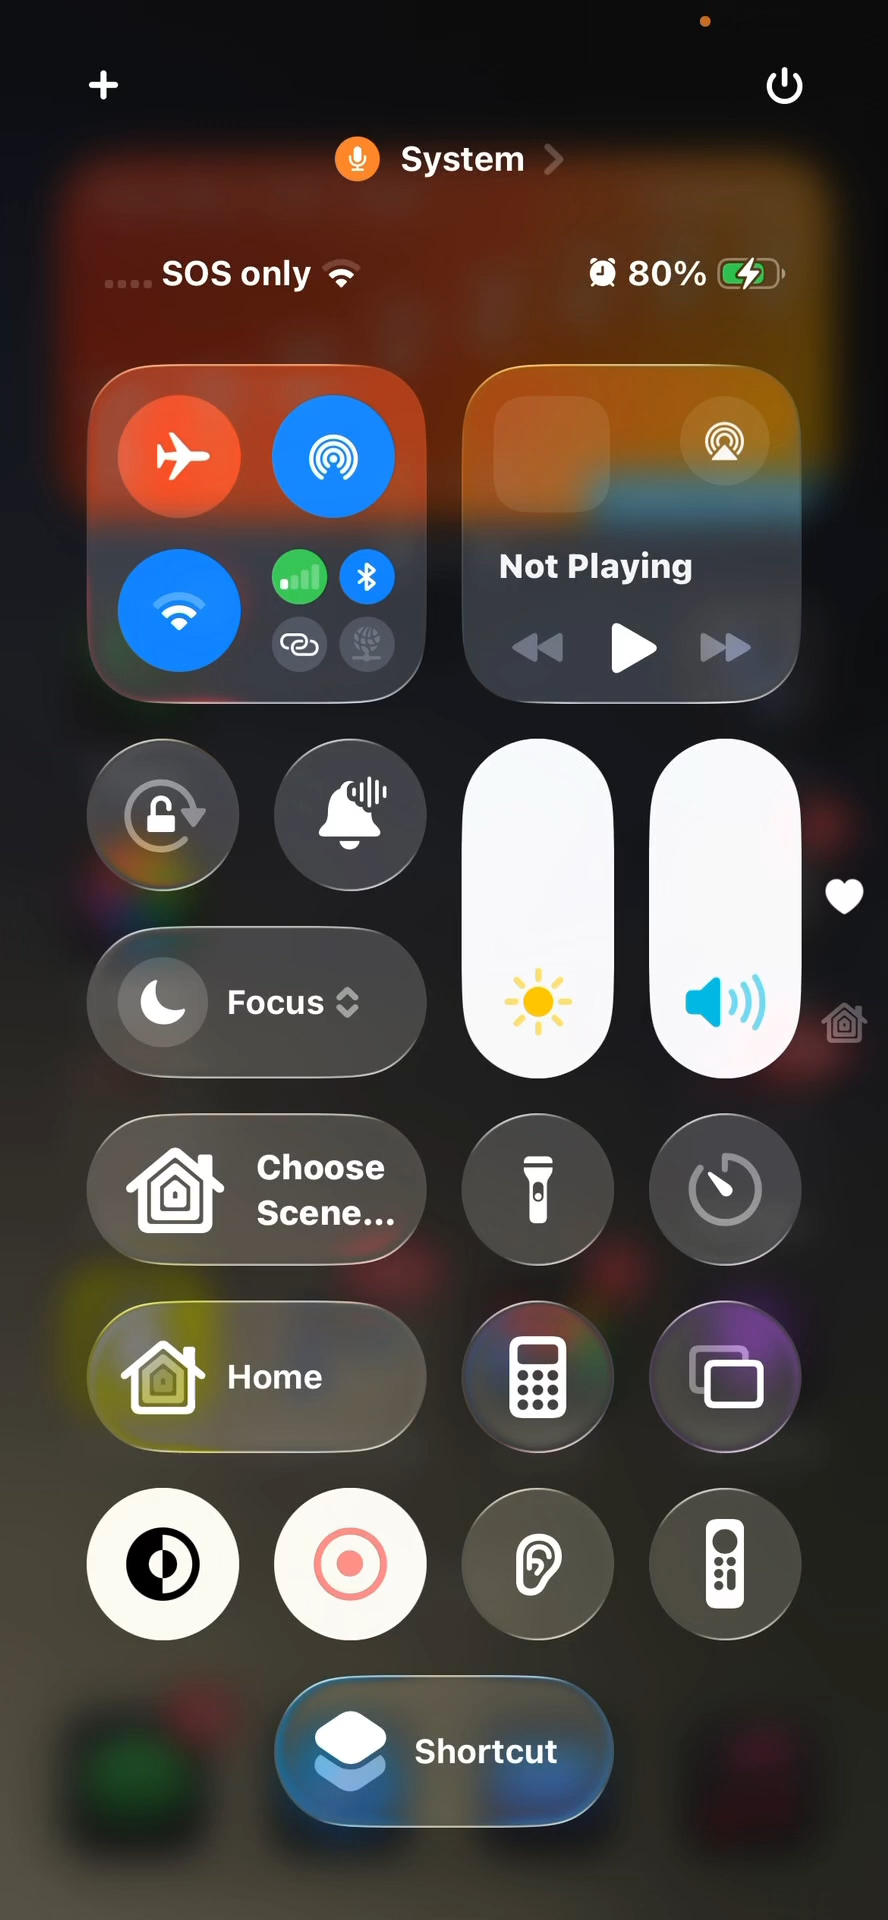 System
SOS only 80%
Not Playing
Focus
Choose
Scene...
Home
Shortcut